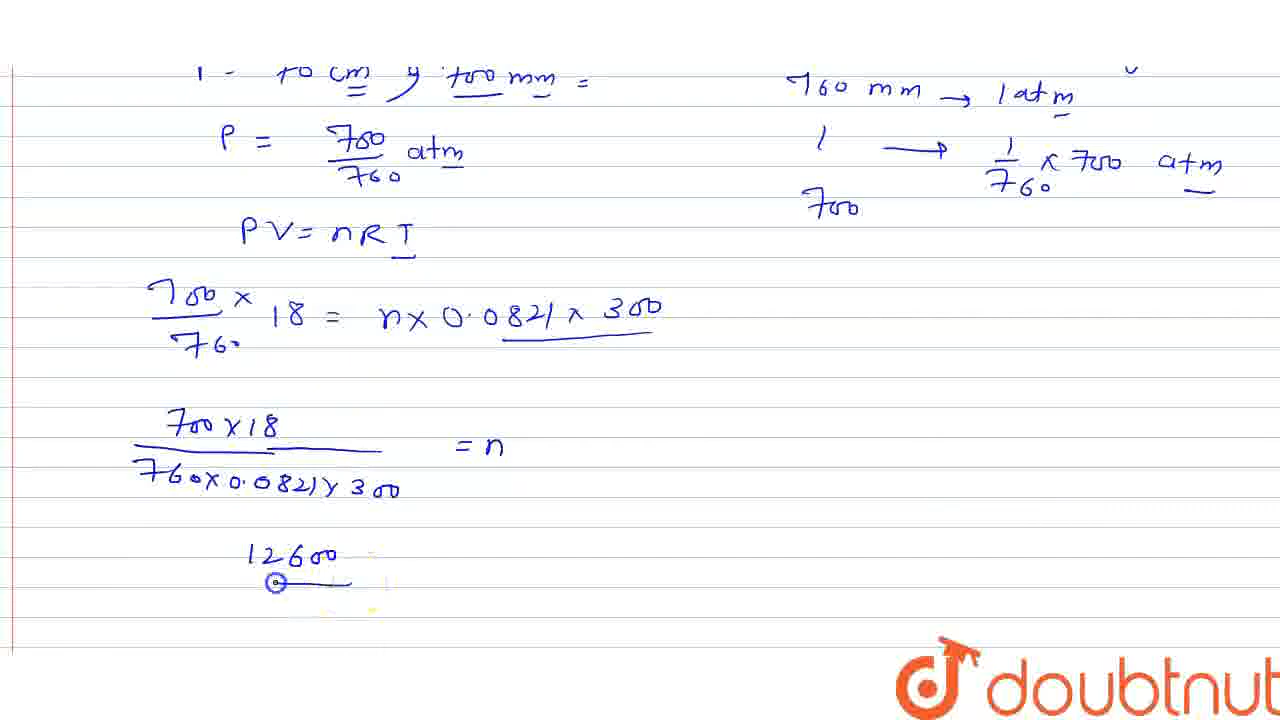 70 cm 700 mm =
760 mm → 1 atm
P = 700/760 atm
1 → 1/760 × 700 atm
700
PV = nRT
700/760 × 18 = n × 0.0821 × 300
700 × 18 / 760 × 0.0821 × 300 = n
12600
doubtnut